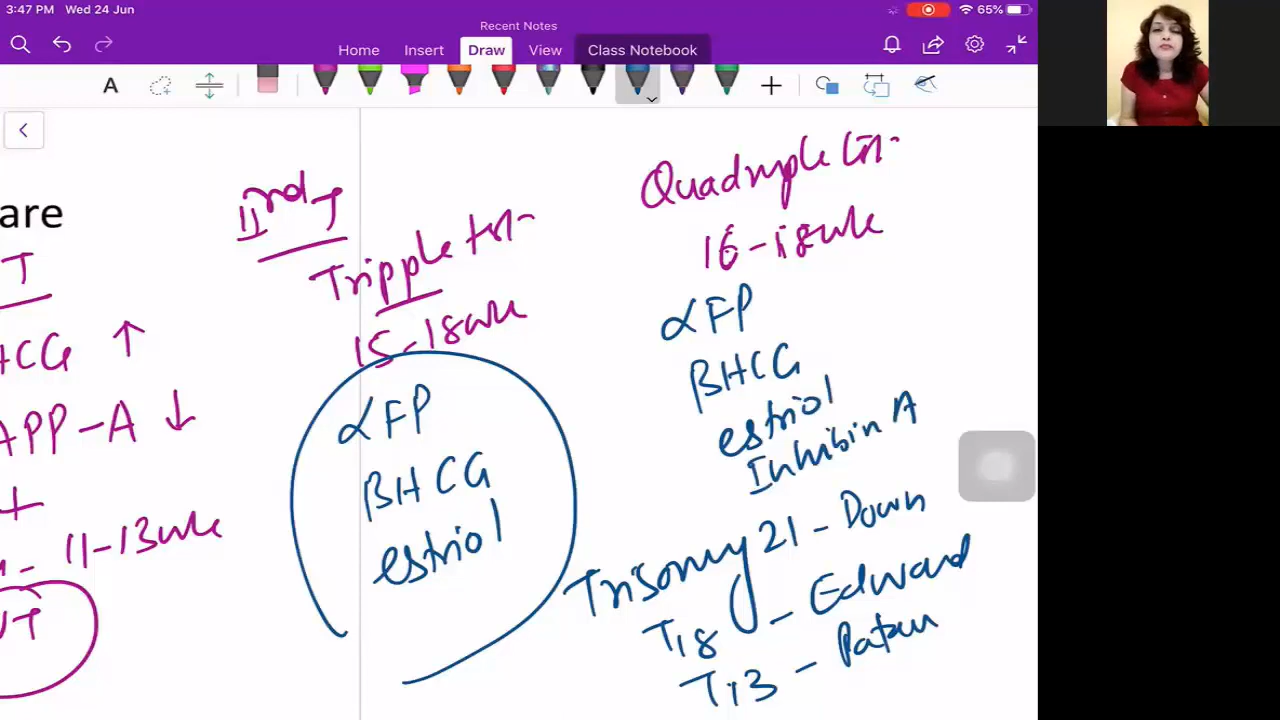 3:47 PM Wed 24 Jun
65%
Recent Notes
Home Insert Draw View Class Notebook
A
are
T
HCG ↑
APP-A ↓
+
11-13wk
NT
IInd T
Tripple test
15-18wk
αFP
βHCG
estriol
Quadruple test
16-18wk
αFP
βHCG
estriol
Inhibin A
Trisomy 21 - Down
T18 - Edward
T13 - Patau